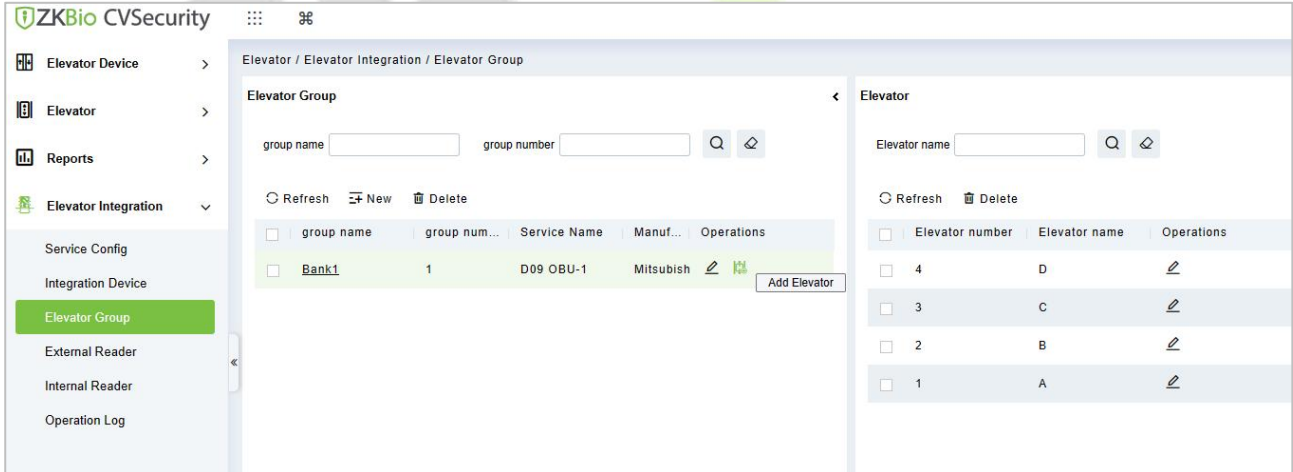 ZKBio CVSecurity
Elevator Device
Elevator
Reports
Elevator Integration
Service Config
Integration Device
Elevator Group
External Reader
Internal Reader
Operation Log
Elevator / Elevator Integration / Elevator Group
Elevator Group
group name group number
Refresh New Delete
group name group num... Service Name Manuf... Operations
Bank1 1 D09 OBU-1 Mitsubish
Add Elevator
Elevator
Elevator name
Refresh Delete
Elevator number Elevator name Operations
4 D
3 C
2 B
1 A